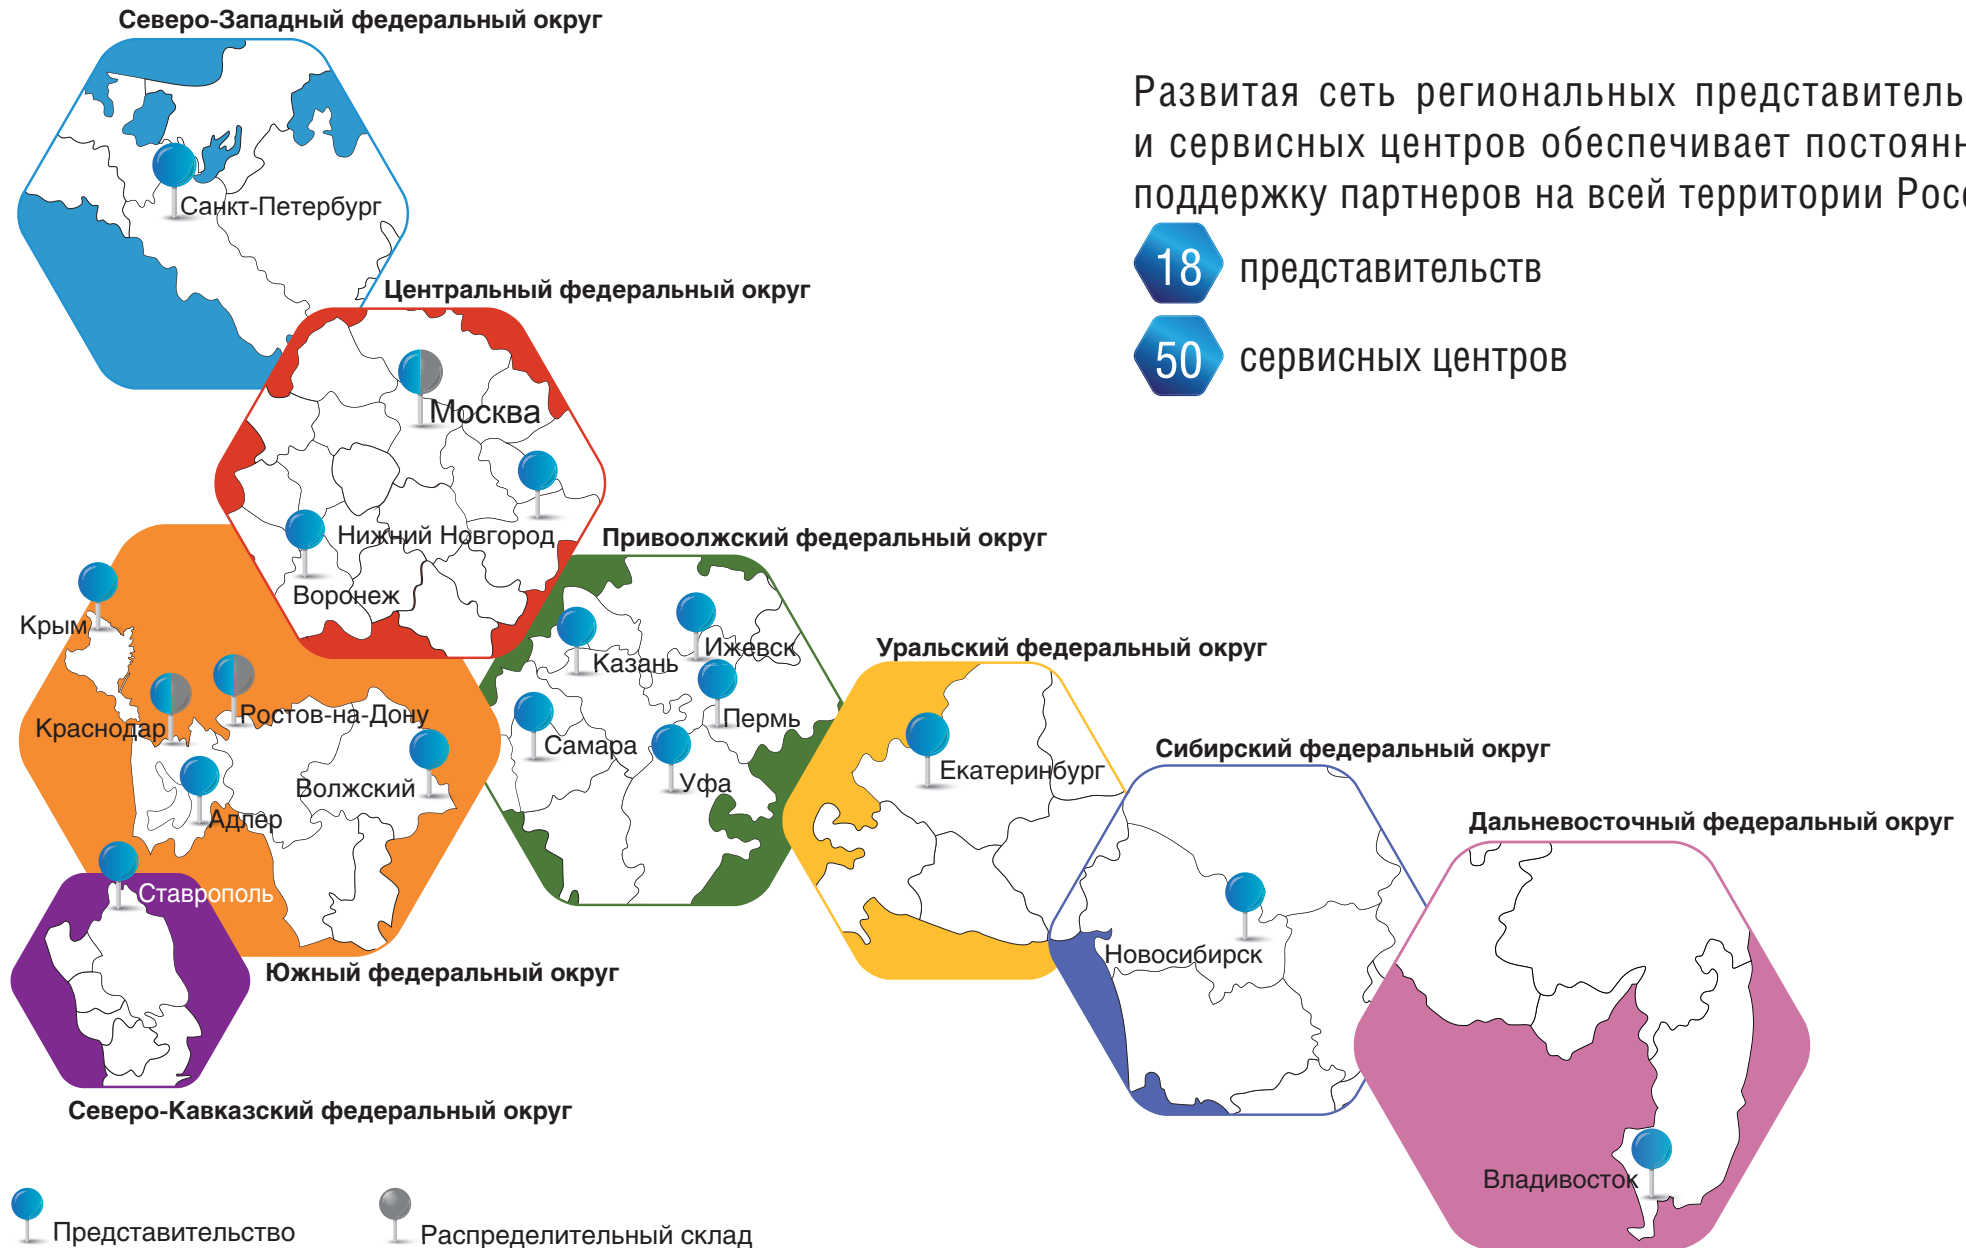 Северо-Западный федеральный округ
Развитая сеть региональных представитель
и сервисных центров обеспечивает постоянн
поддержку партнеров на всей территории Росс
18 представительств
50 сервисных центров
Санкт-Петербург
Центральный федеральный округ
Москва
Нижний Новгород
Воронеж
Привоолжский федеральный округ
Казань
Ижевск
Пермь
Самара
Уфа
Крым
Краснодар
Ростов-на-Дону
Волжский
Адлер
Ставрополь
Южный федеральный округ
Северо-Кавказский федеральный округ
Уральский федеральный округ
Екатеринбург
Сибирский федеральный округ
Новосибирск
Дальневосточный федеральный округ
Владивосток
Представительство
Распределительный склад